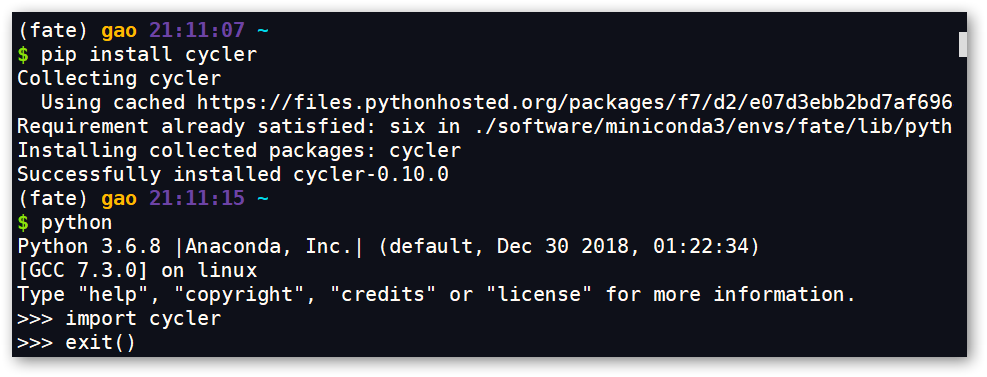 (fate) gao 21:11:07 ~
$ pip install cycler
Collecting cycler
  Using cached https://files.pythonhosted.org/packages/f7/d2/e07d3ebb2bd7af696
Requirement already satisfied: six in ./software/miniconda3/envs/fate/lib/pyth
Installing collected packages: cycler
Successfully installed cycler-0.10.0
(fate) gao 21:11:15 ~
$ python
Python 3.6.8 |Anaconda, Inc.| (default, Dec 30 2018, 01:22:34)
[GCC 7.3.0] on linux
Type "help", "copyright", "credits" or "license" for more information.
>>> import cycler
>>> exit()